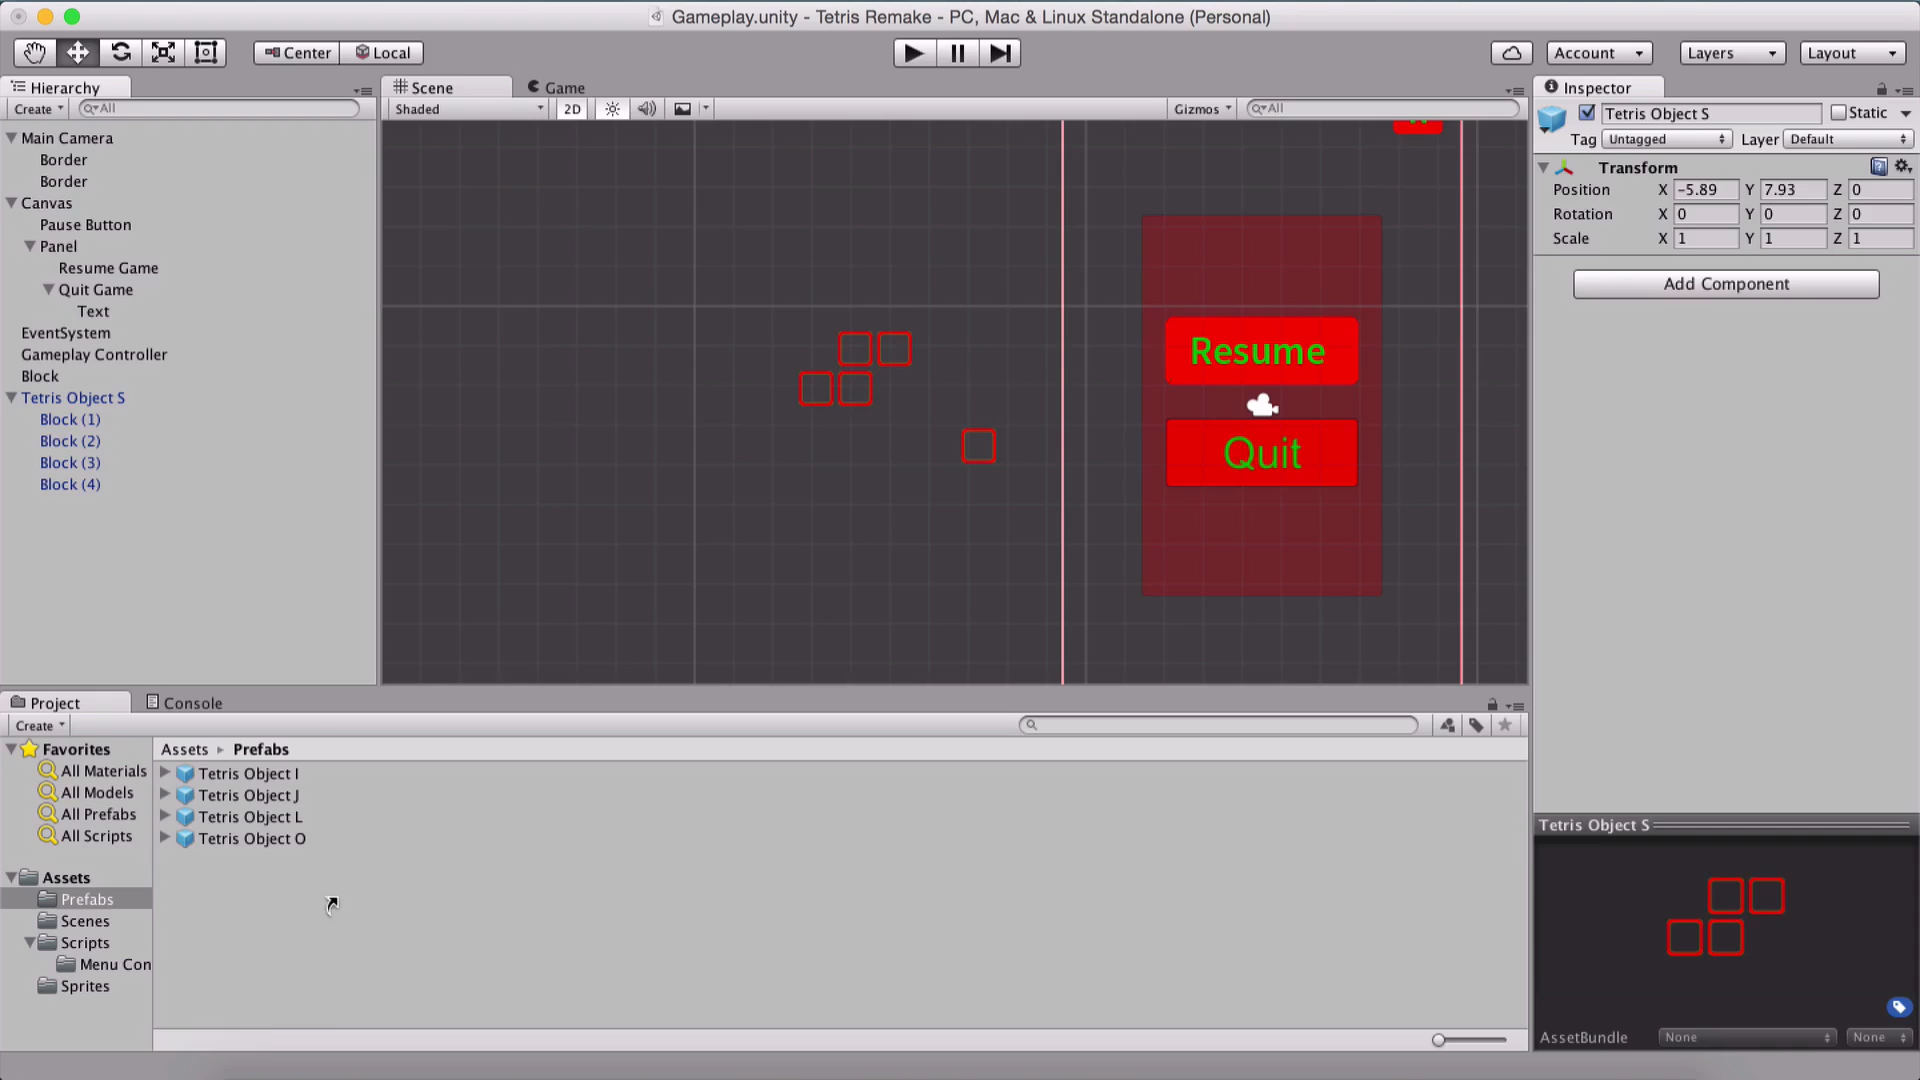 Gameplay.unity - Tetris Remake - PC, Mac & Linux Standalone (Personal)
Center Local Account Layers Layout
Hierarchy
Create All
Main Camera
Border
Border
Canvas
Pause Button
Panel
Resume Game
Quit Game
Text
EventSystem
Gameplay Controller
Block
Tetris Object S
Block (1)
Block (2)
Block (3)
Block (4)
Scene Game
Shaded 2D Gizmos All
Resume
Quit
Inspector
Tetris Object S Static
Tag Untagged Layer Default
Transform
Position X -5.89 Y 7.93 Z 0
Rotation X 0 Y 0 Z 0
Scale X 1 Y 1 Z 1
Add Component
Project Console
Create
Favorites
All Materials
All Models
All Prefabs
All Scripts
Assets
Prefabs
Scenes
Scripts
Menu Con
Sprites
Assets Prefabs
Tetris Object I
Tetris Object J
Tetris Object L
Tetris Object O
Tetris Object S
AssetBundle None None